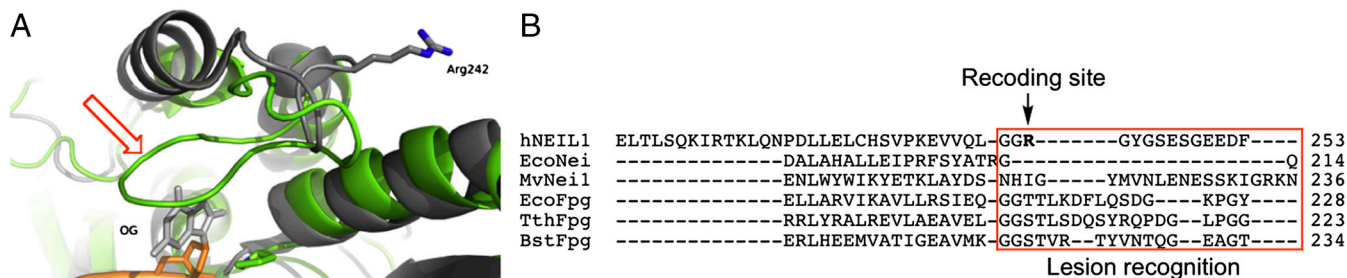 A
Arg242
OG
B
Recoding site
hNEIL1 ELTLSQKIRTKLQNPDLLELCHSVPKEVVQL-GGR-------GYGSESGEEDF---- 253
EcoNei --------------DALAHALLEIPRFSYATRG-----------------------Q 214
MvNei1 --------------ENLWYWIKYETKLAYDS-NHIG-----YMVNLENESSKIGRKN 236
EcoFpg --------------ELLARVIKAVLLRSIEQ-GGTTLKDFLQSDG----KPGY---- 228
TthFpg --------------RRLYRALREVLAEAVEL-GGSTLSDQSYRQPDG--LPGG---- 223
BstFpg --------------ERLHEEMVATIGEAVMK-GGSTVR--TYVNTQG--EAGT---- 234
Lesion recognition